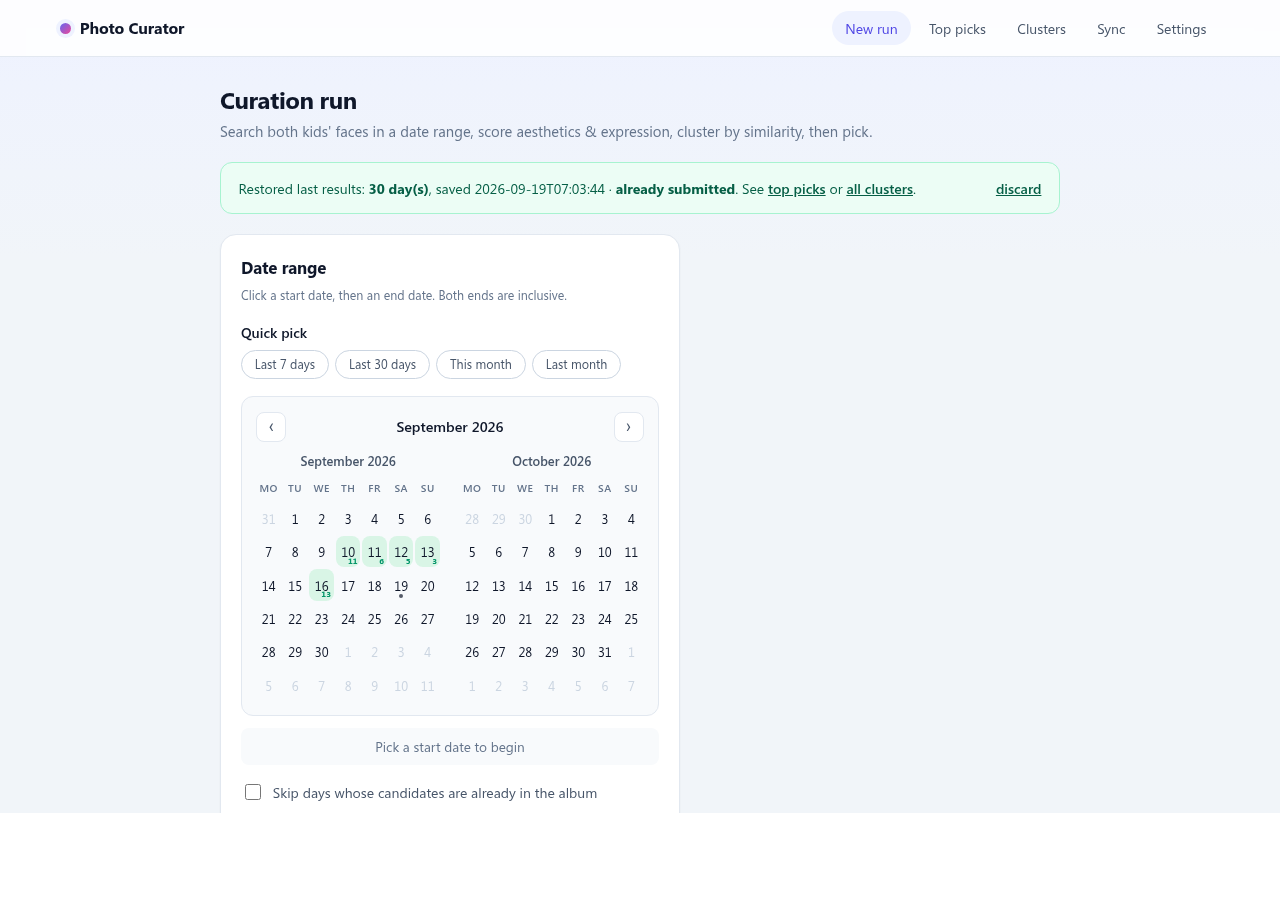 Photo Curator
New run Top picks Clusters Sync Settings
Curation run
Search both kids' faces in a date range, score aesthetics & expression, cluster by similarity, then pick.
Restored last results: 30 day(s), saved 2026-09-19T07:03:44 · already submitted. See top picks or all clusters. discard
Date range
Click a start date, then an end date. Both ends are inclusive.
Quick pick
Last 7 days Last 30 days This month Last month
‹ September 2026 ›
September 2026
MO TU WE TH FR SA SU
31 1 2 3 4 5 6
7 8 9 10 11 11 6 12 5 13 3
14 15 16 13 17 18 19 20
21 22 23 24 25 26 27
28 29 30 1 2 3 4
5 6 7 8 9 10 11
October 2026
MO TU WE TH FR SA SU
28 29 30 1 2 3 4
5 6 7 8 9 10 11
12 13 14 15 16 17 18
19 20 21 22 23 24 25
26 27 28 29 30 31 1
1 2 3 4 5 6 7
Pick a start date to begin
Skip days whose candidates are already in the album